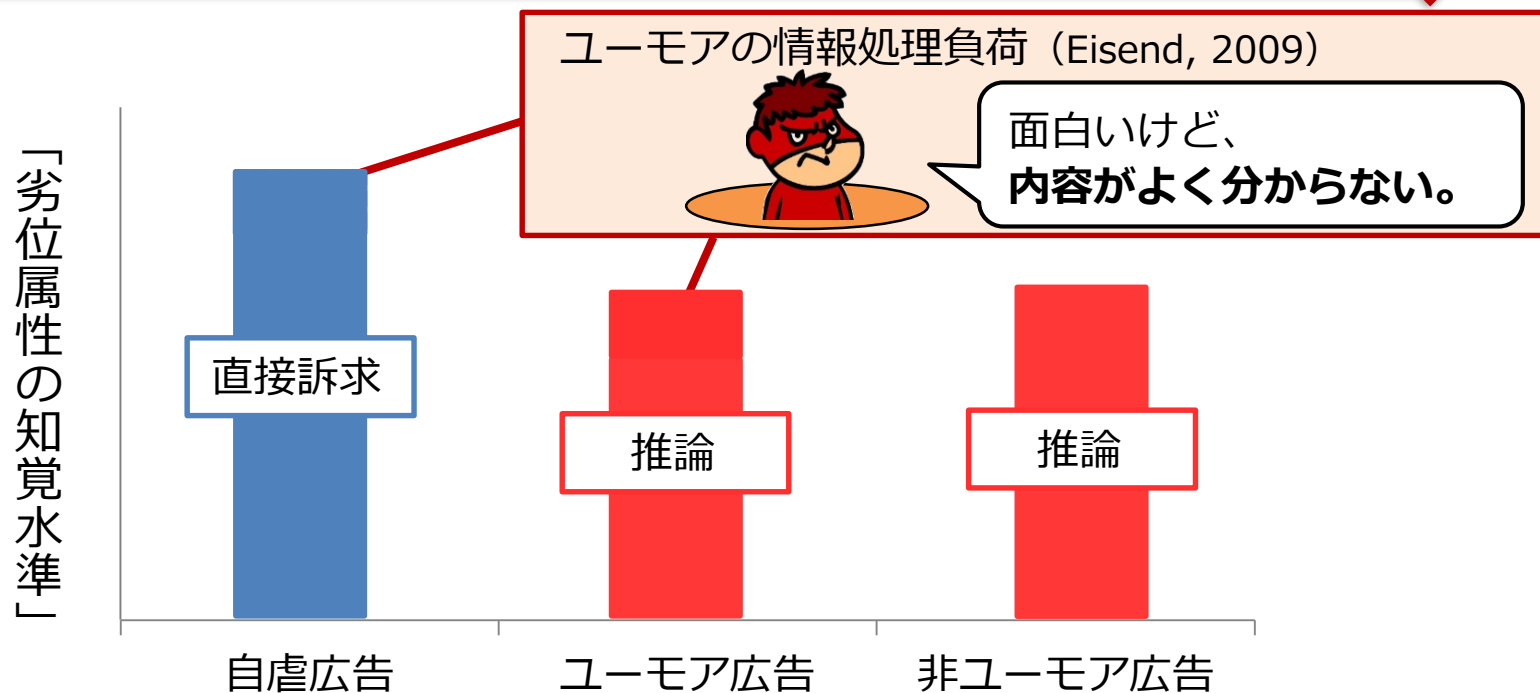 ユーモアの情報処理負荷（Eisend, 2009）
面白いけど、
内容がよく分からない。
「劣位属性の知覚水準」
直接訴求
推論
推論
自虐広告
ユーモア広告
非ユーモア広告